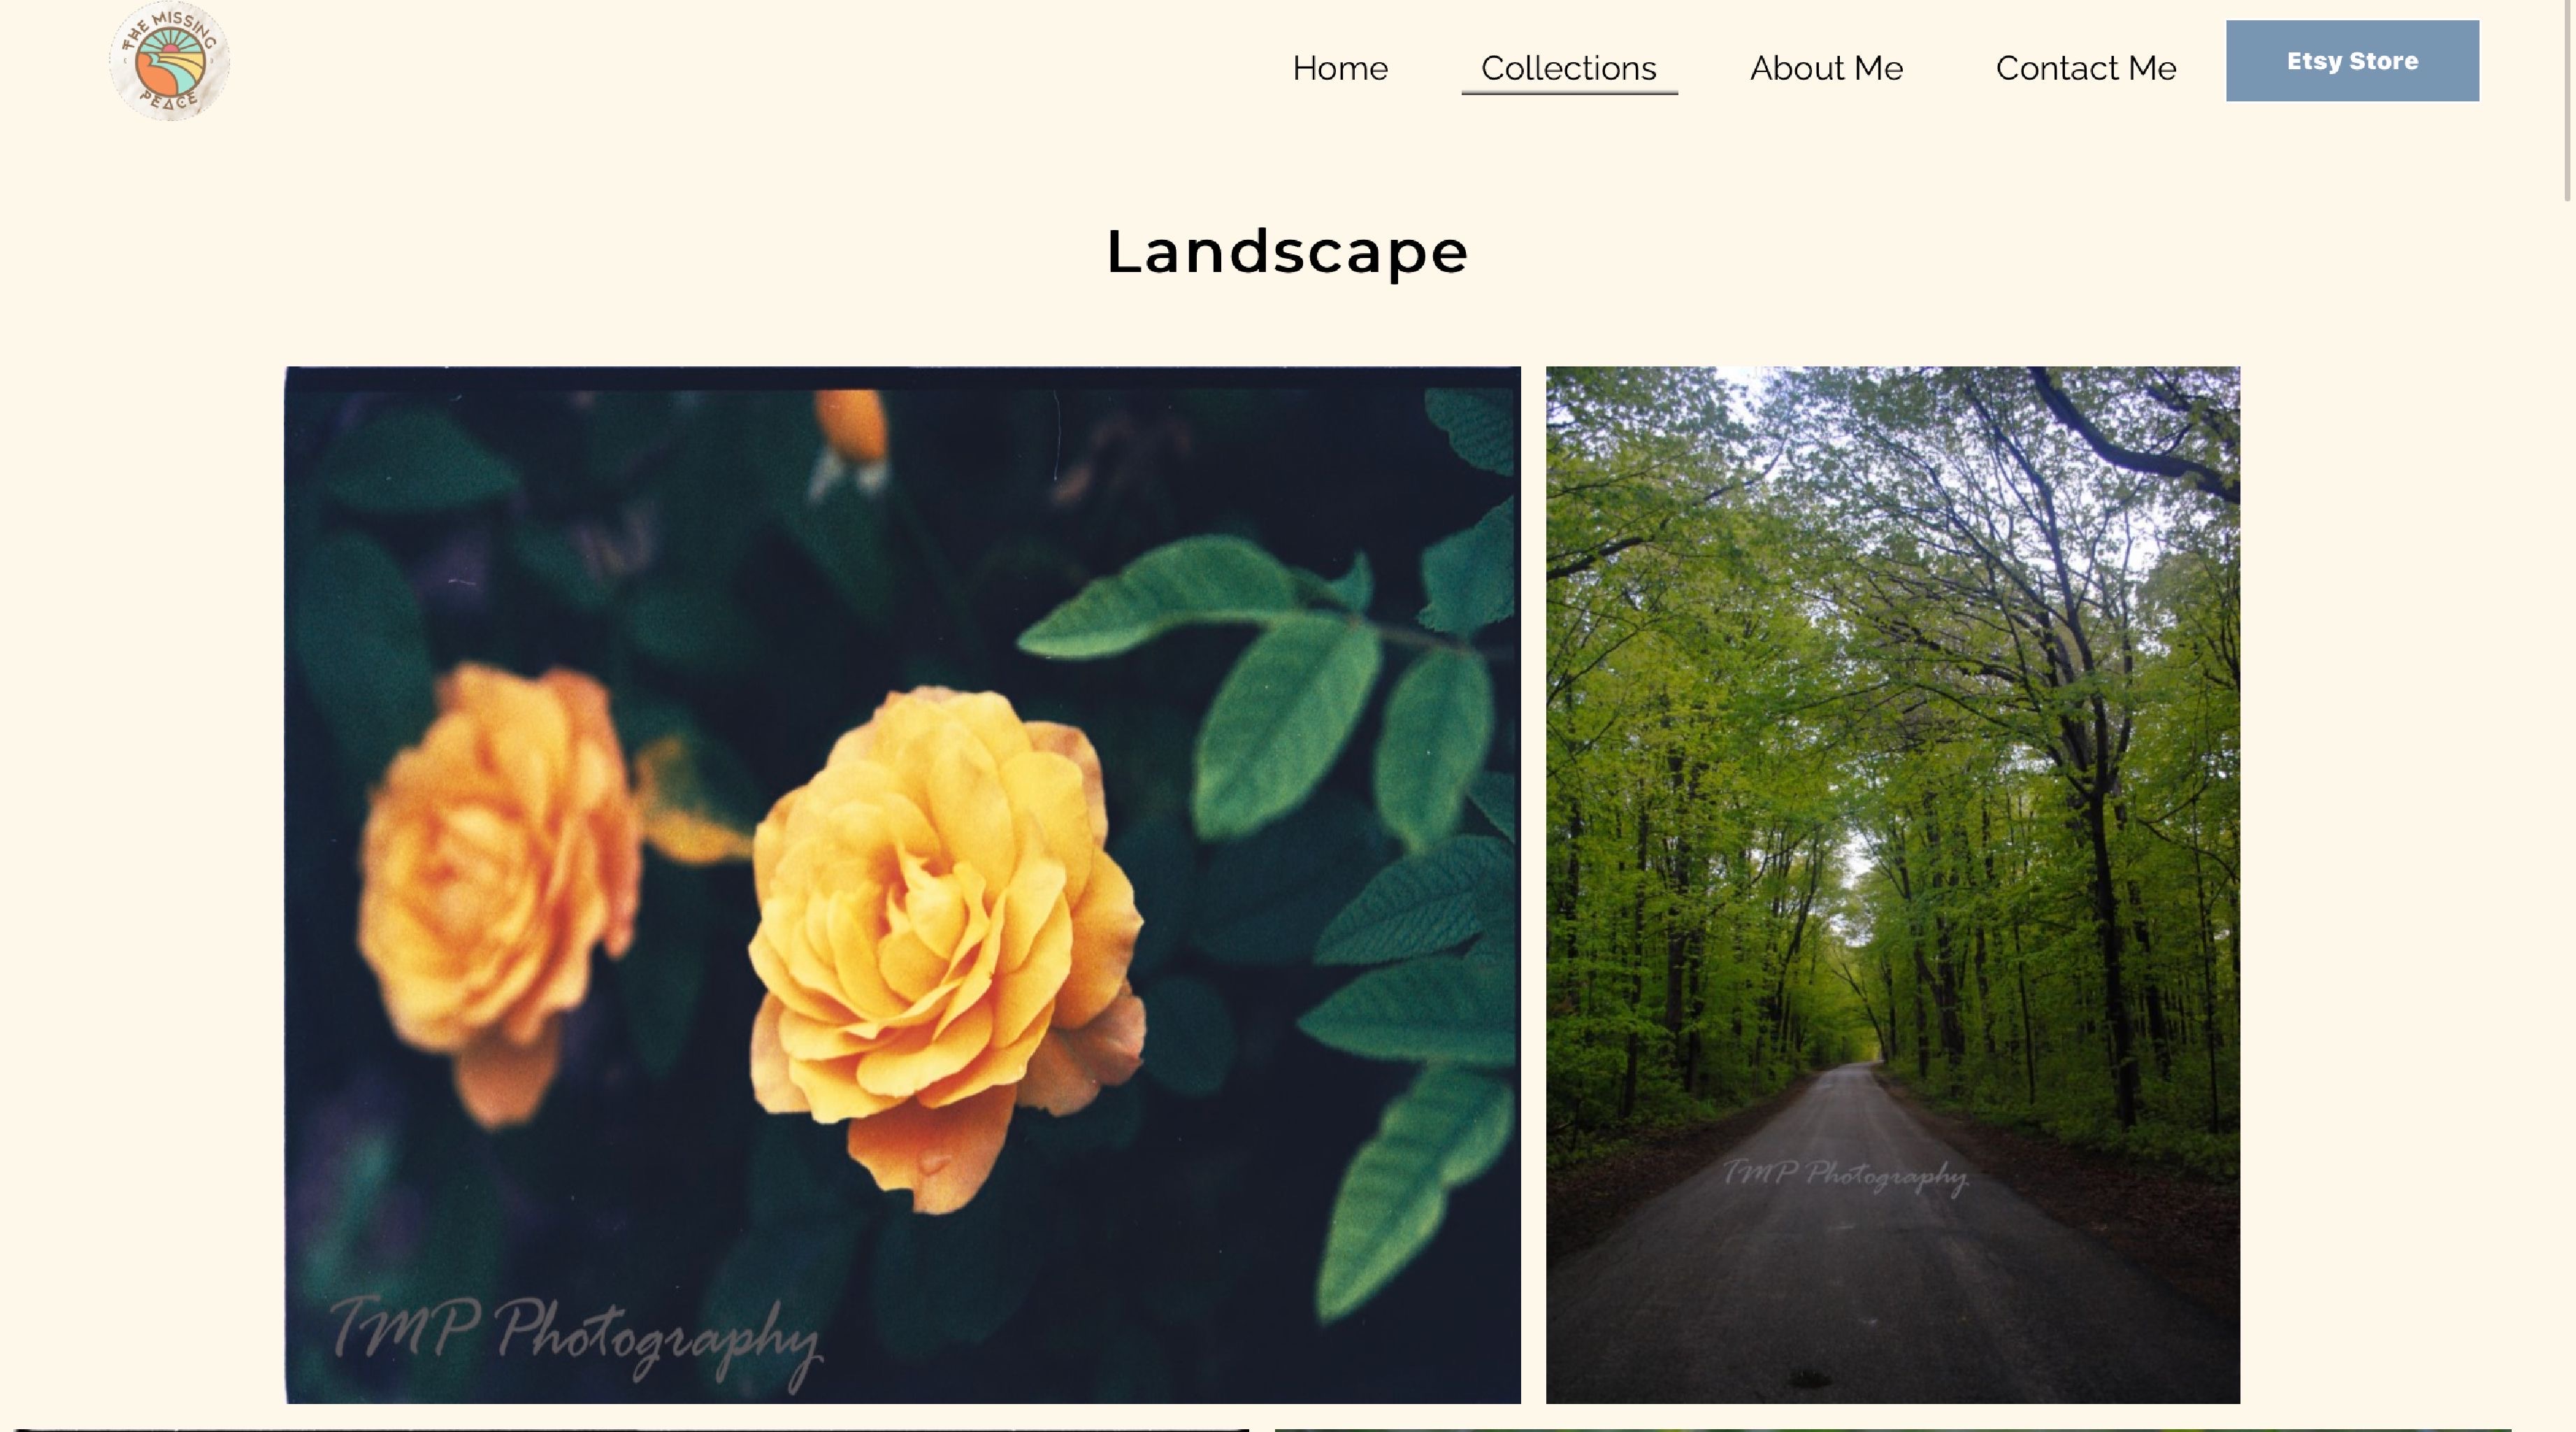 THE MISSING
PEACE
Home
Collections
About Me
Contact Me
Etsy Store
Landscape
TMP Photography
TMP Photography